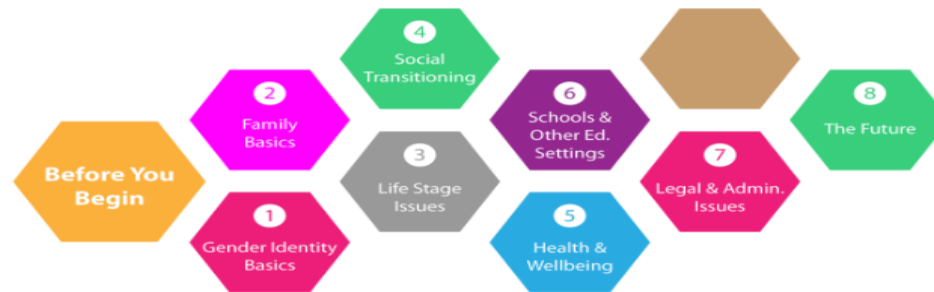 Before You
Begin
1
Gender Identity
Basics
2
Family
Basics
3
Life Stage
Issues
4
Social
Transitioning
5
Health &
Wellbeing
6
Schools &
Other Ed.
Settings
7
Legal & Admin.
Issues
8
The Future